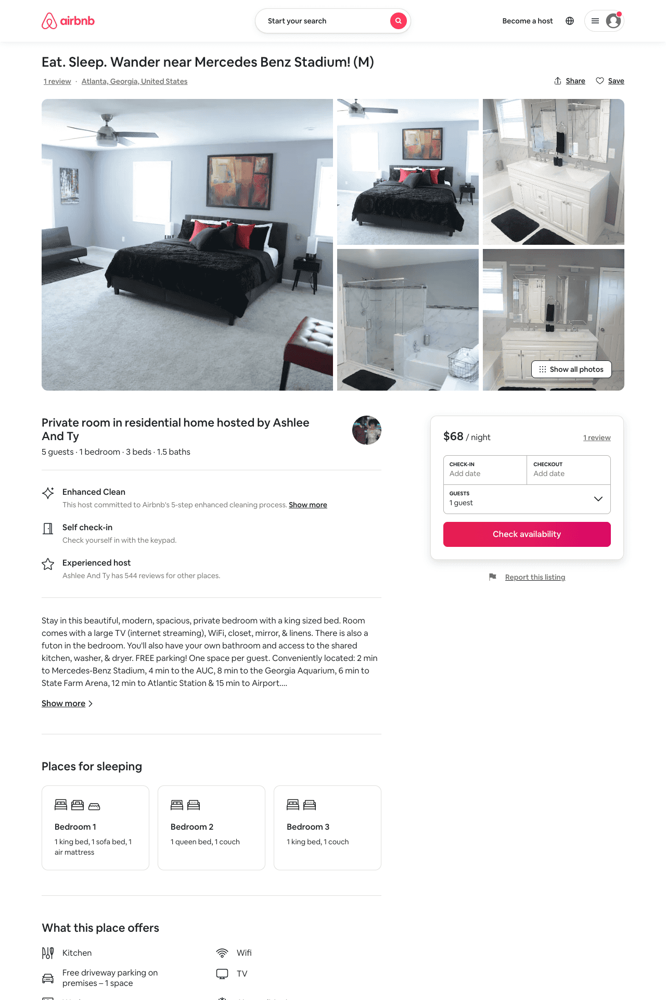 airbnb
Start your search
Become a host
Eat. Sleep. Wander near Mercedes Benz Stadium! (M)
1 review · Atlanta, Georgia, United States
Share
Save
Show all photos
Private room in residential home hosted by Ashlee
And Ty
5 guests · 1 bedroom · 3 beds · 1.5 baths
$68 / night
1 review
CHECK-IN
Add date
CHECKOUT
Add date
GUESTS
1 guest
Check availability
Report this listing
Enhanced Clean
This host committed to Airbnb's 5-step enhanced cleaning process. Show more
Self check-in
Check yourself in with the keypad.
Experienced host
Ashlee And Ty has 544 reviews for other places.
Stay in this beautiful, modern, spacious, private bedroom with a king sized bed. Room
comes with a large TV (internet streaming), WiFi, closet, mirror, & linens. There is also a
futon in the bedroom. You'll also have your own bathroom and access to the shared
kitchen, washer, & dryer. FREE parking! One space per guest. Conveniently located: 2 min
to Mercedes-Benz Stadium, 4 min to the AUC, 8 min to the Georgia Aquarium, 6 min to
State Farm Arena, 12 min to Atlantic Station & 15 min to Airport....
Show more
Places for sleeping
Bedroom 1
1 king bed, 1 sofa bed, 1
air mattress
Bedroom 2
1 queen bed, 1 couch
Bedroom 3
1 king bed, 1 couch
What this place offers
Kitchen
Wifi
Free driveway parking on
premises – 1 space
TV